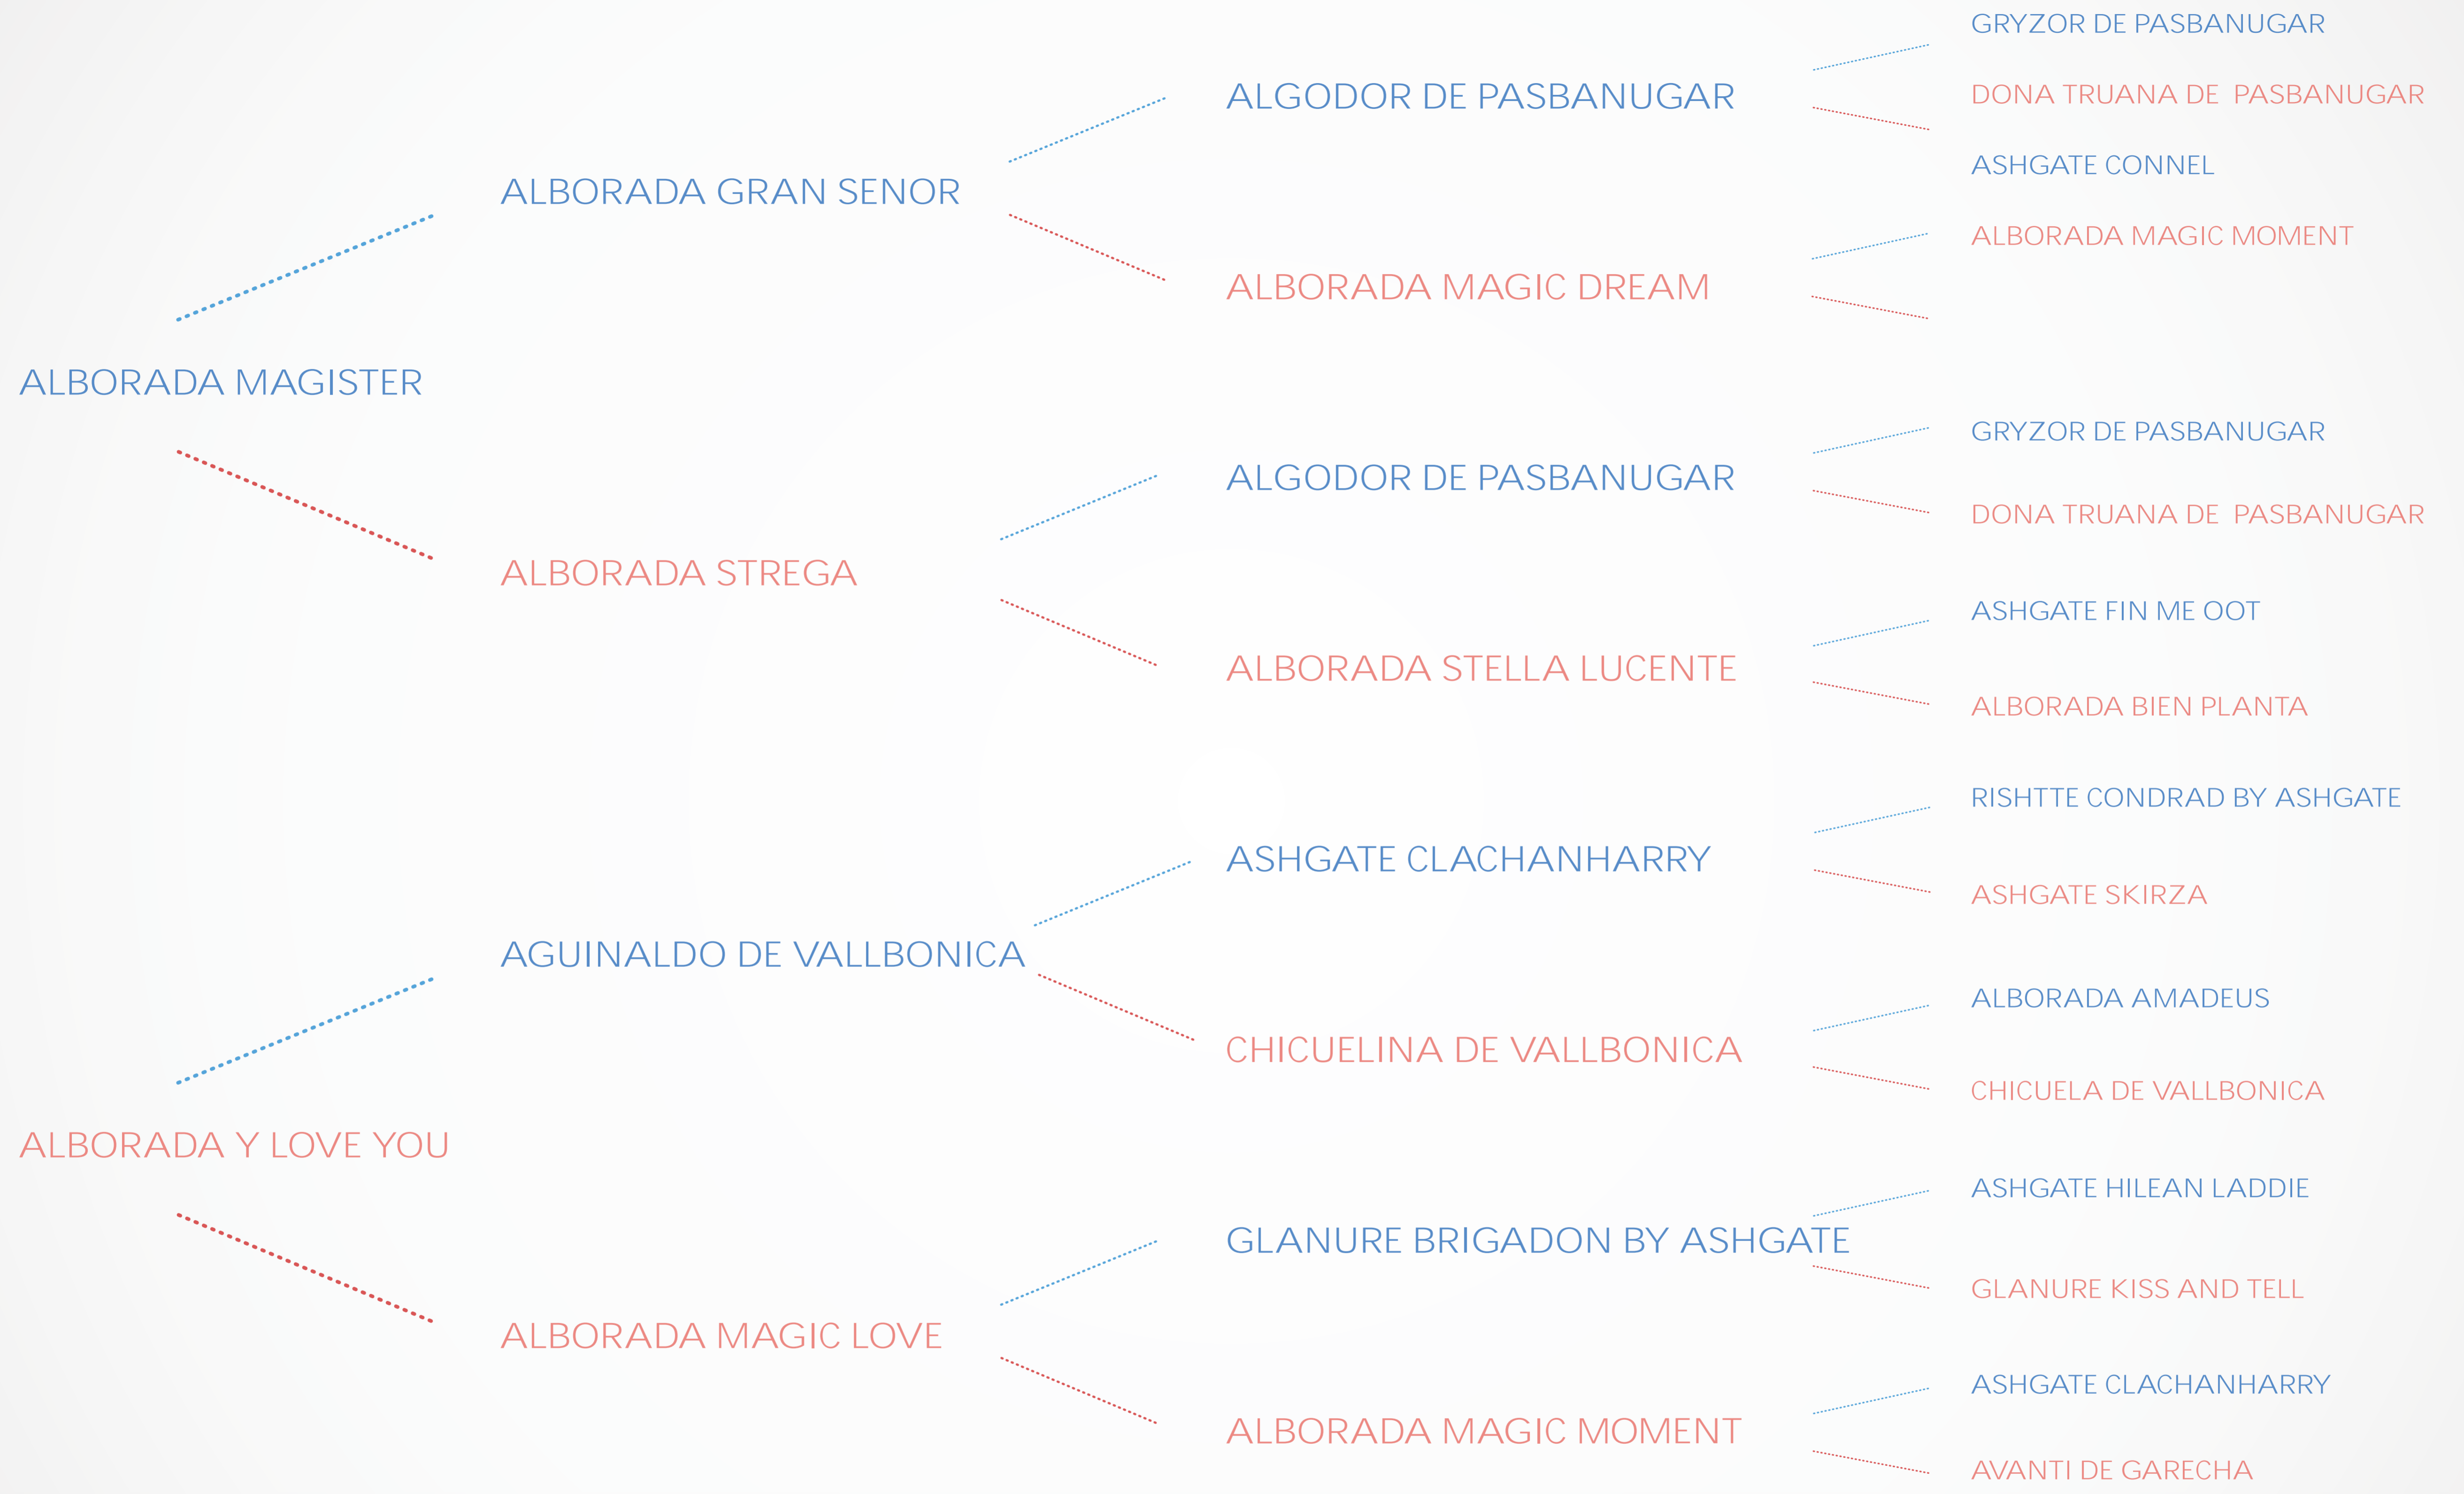 GRYZOR DE PASBANUGAR
ALGODOR DE PASBANUGAR
DONA TRUANA DE  PASBANUGAR
ASHGATE CONNEL
ALBORADA GRAN SENOR
ALBORADA MAGIC MOMENT
ALBORADA MAGIC DREAM
ALBORADA MAGISTER
GRYZOR DE PASBANUGAR
ALGODOR DE PASBANUGAR
DONA TRUANA DE  PASBANUGAR
ALBORADA STREGA
ASHGATE FIN ME OOT
ALBORADA STELLA LUCENTE
ALBORADA BIEN PLANTA
RISHTTE CONDRAD BY ASHGATE
ASHGATE CLACHANHARRY
ASHGATE SKIRZA
AGUINALDO DE VALLBONICA
ALBORADA AMADEUS
CHICUELINA DE VALLBONICA
CHICUELA DE VALLBONICA
ALBORADA Y LOVE YOU
ASHGATE HILEAN LADDIE
GLANURE BRIGADON BY ASHGATE
GLANURE KISS AND TELL
ALBORADA MAGIC LOVE
ASHGATE CLACHANHARRY
ALBORADA MAGIC MOMENT
AVANTI DE GARECHA